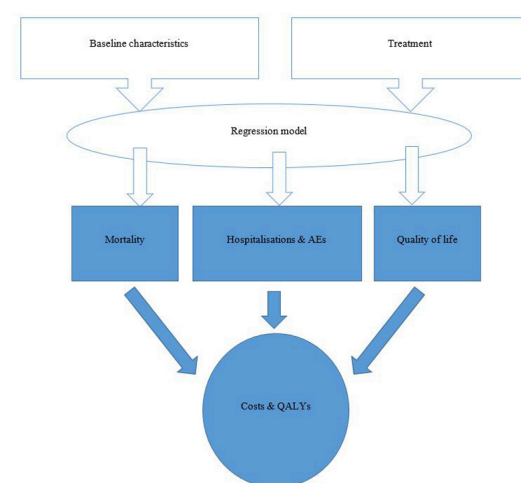 Baseline characteristics
Treatment
Regression model
Mortality
Hospitalisations & AEs
Quality of life
Costs & QALYs